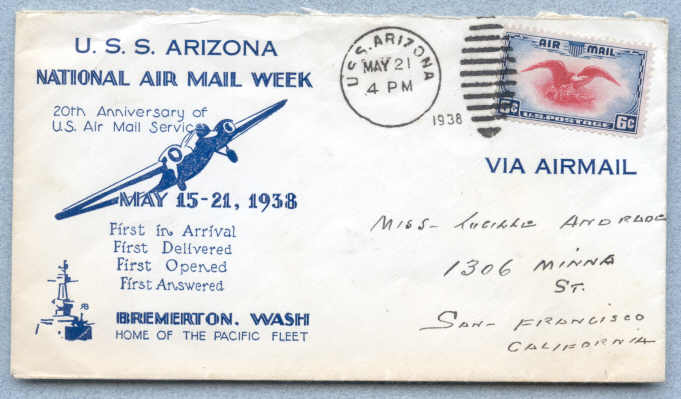 U. S. S. ARIZONA
NATIONAL AIR MAIL WEEK
20th Anniversary of
U.S. Air Mail Service
MAY 15-21, 1938
First in Arrival
First Delivered
First Opened
First Answered
BREMERTON, WASH
HOME OF THE PACIFIC FLEET
U.S.S. ARIZONA
MAY 21
4 PM
1938
AIR MAIL
6c 6c
U.S. POSTAGE
VIA AIRMAIL
MISS- LUCILLE ANDRADE
1306 MINNA
ST.
SAN- FRANCISCO
CALIFORNIA